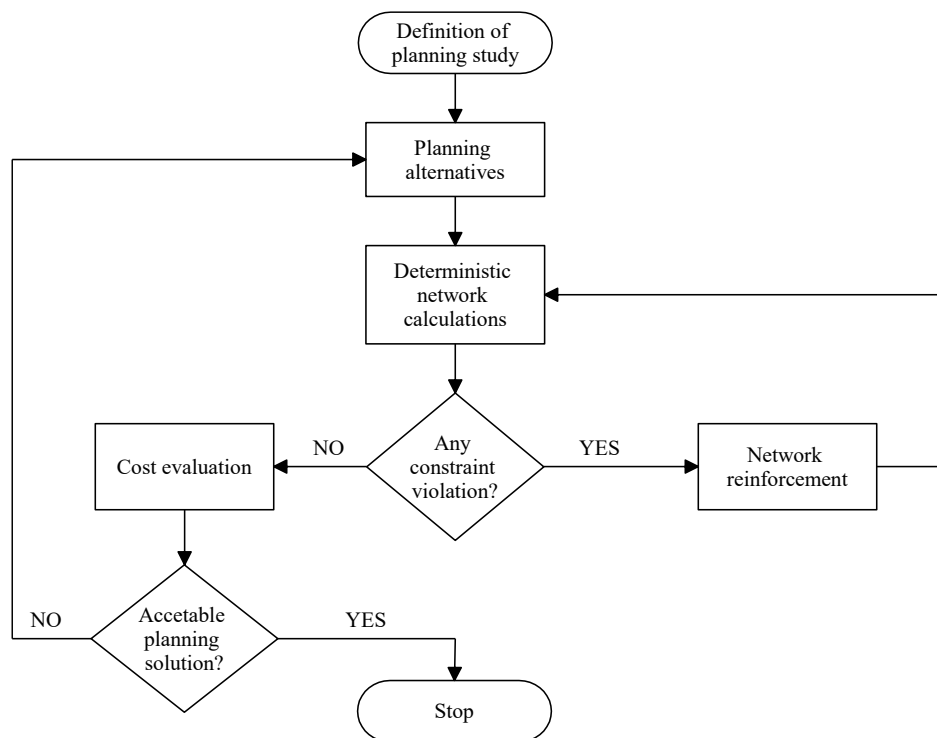 Definition of
planning study
Planning
alternatives
Deterministic
network
calculations
Any
constraint
violation?
NO
YES
Cost evaluation
Network
reinforcement
Accetable
planning
solution?
NO
YES
Stop